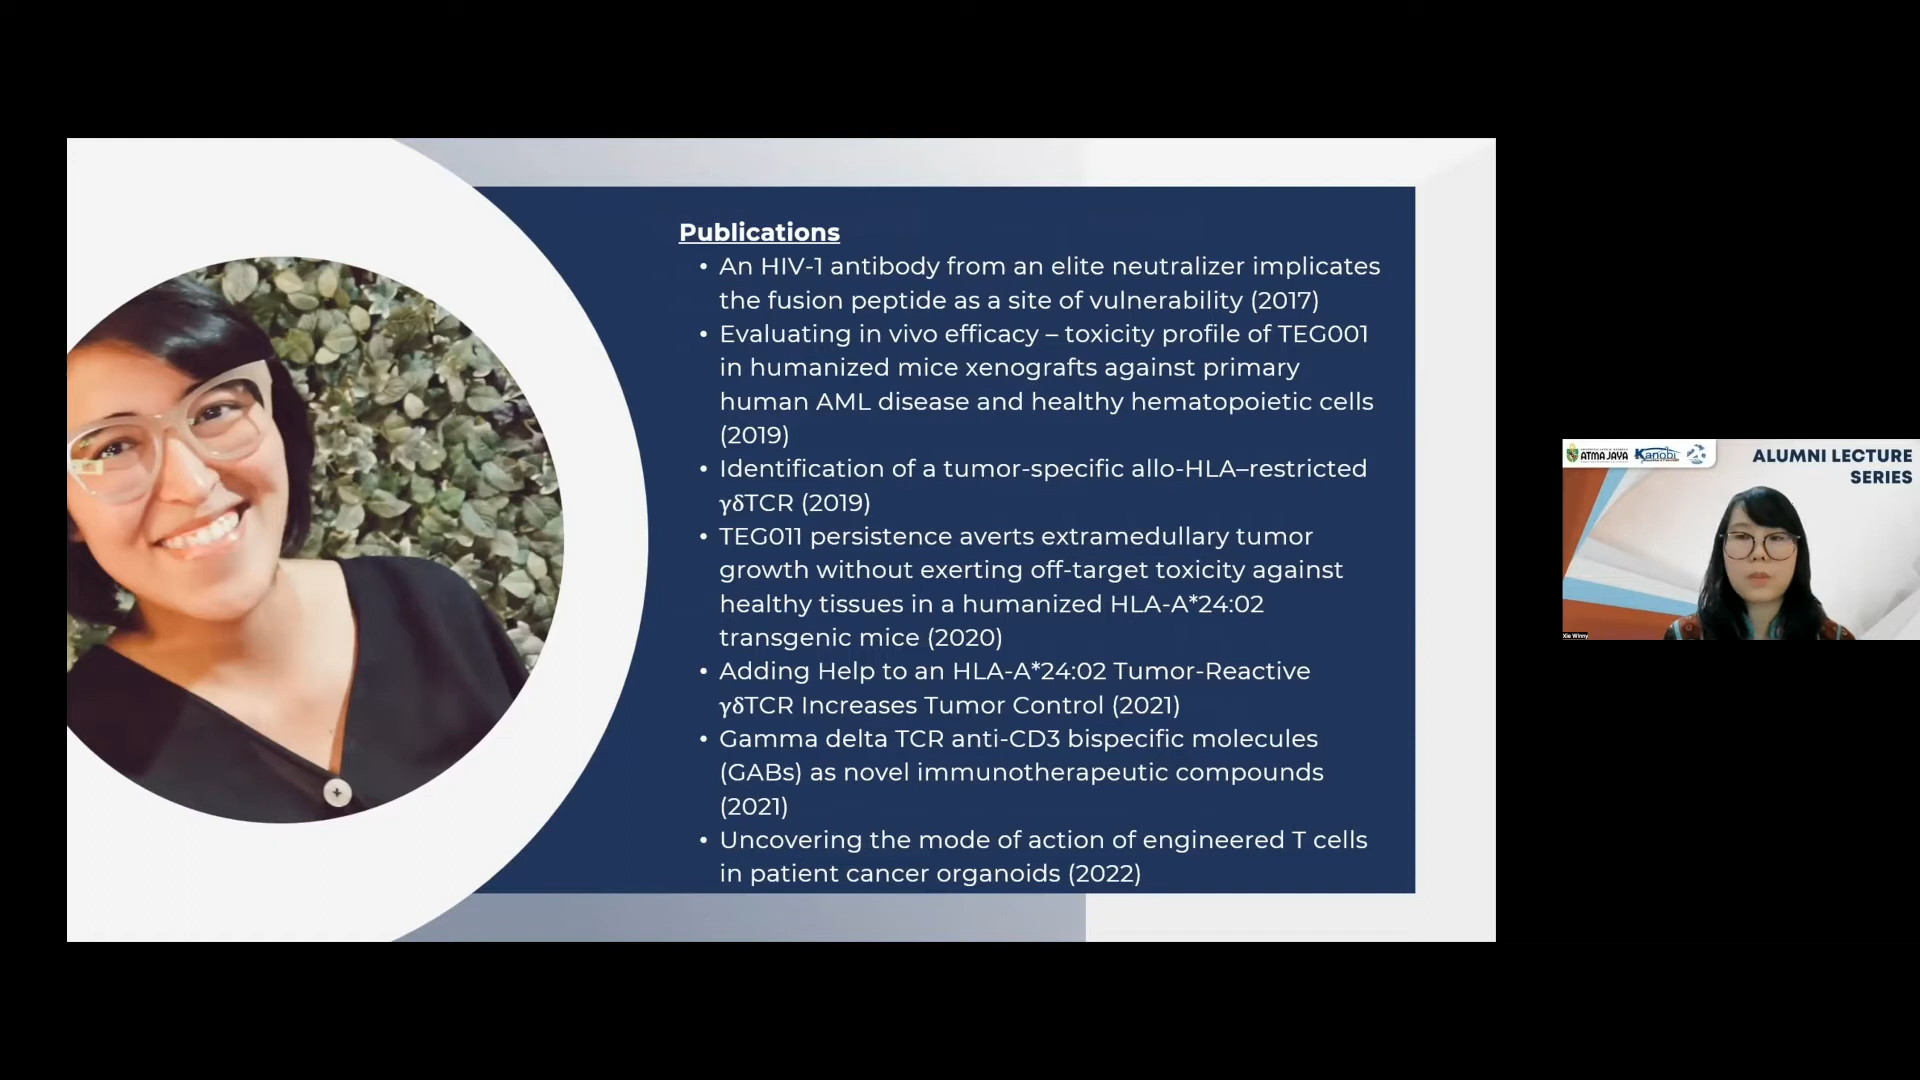 Publications
• An HIV-1 antibody from an elite neutralizer implicates
the fusion peptide as a site of vulnerability (2017)
• Evaluating in vivo efficacy – toxicity profile of TEG001
in humanized mice xenografts against primary
human AML disease and healthy hematopoietic cells
(2019)
• Identification of a tumor-specific allo-HLA–restricted
γδTCR (2019)
• TEG011 persistence averts extramedullary tumor
growth without exerting off-target toxicity against
healthy tissues in a humanized HLA-A*24:02
transgenic mice (2020)
• Adding Help to an HLA-A*24:02 Tumor-Reactive
γδTCR Increases Tumor Control (2021)
• Gamma delta TCR anti-CD3 bispecific molecules
(GABs) as novel immunotherapeutic compounds
(2021)
• Uncovering the mode of action of engineered T cells
in patient cancer organoids (2022)
ATMA JAYA
Kanobi
ALUMNI LECTURE
SERIES
Xie Winny